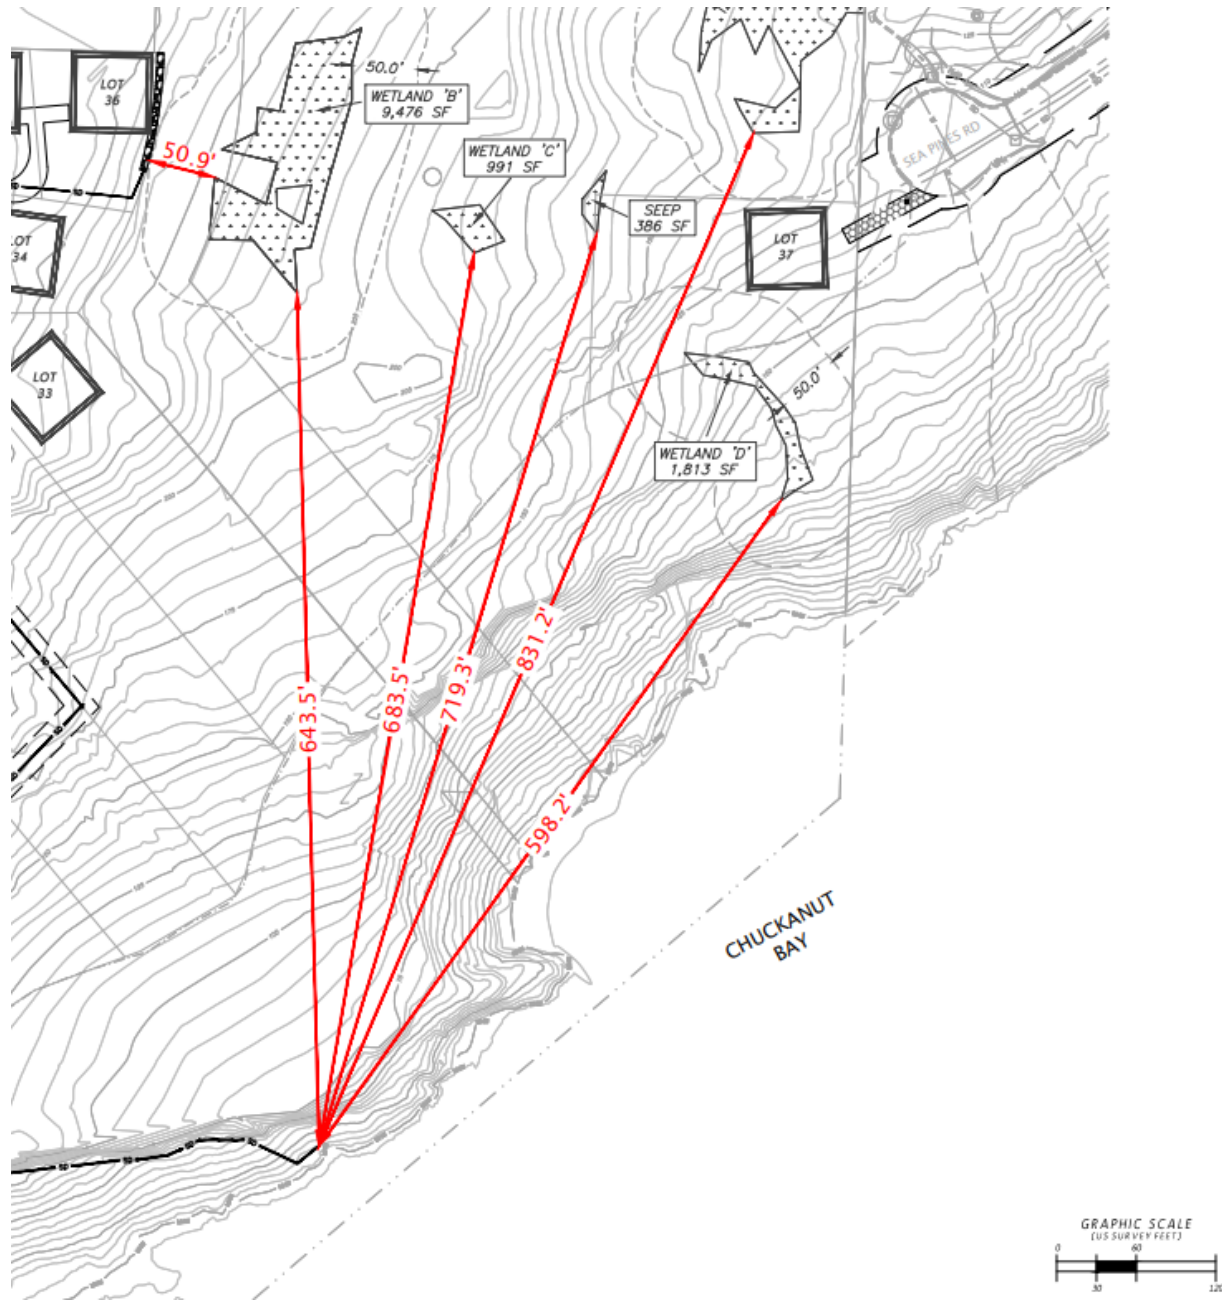 LOT
36
50.0'
WETLAND 'B'
9,476 SF
50.9'
WETLAND 'C'
991 SF
SEA PINES RD
SEEP
386 SF
LOT
34
LOT
37
LOT
33
50.0'
WETLAND 'D'
1,813 SF
643.5'
683.5'
719.3'
831.2'
598.2'
CHUCKANUT
BAY
GRAPHIC SCALE
(US SURVEY FEET)
0 60
30 120